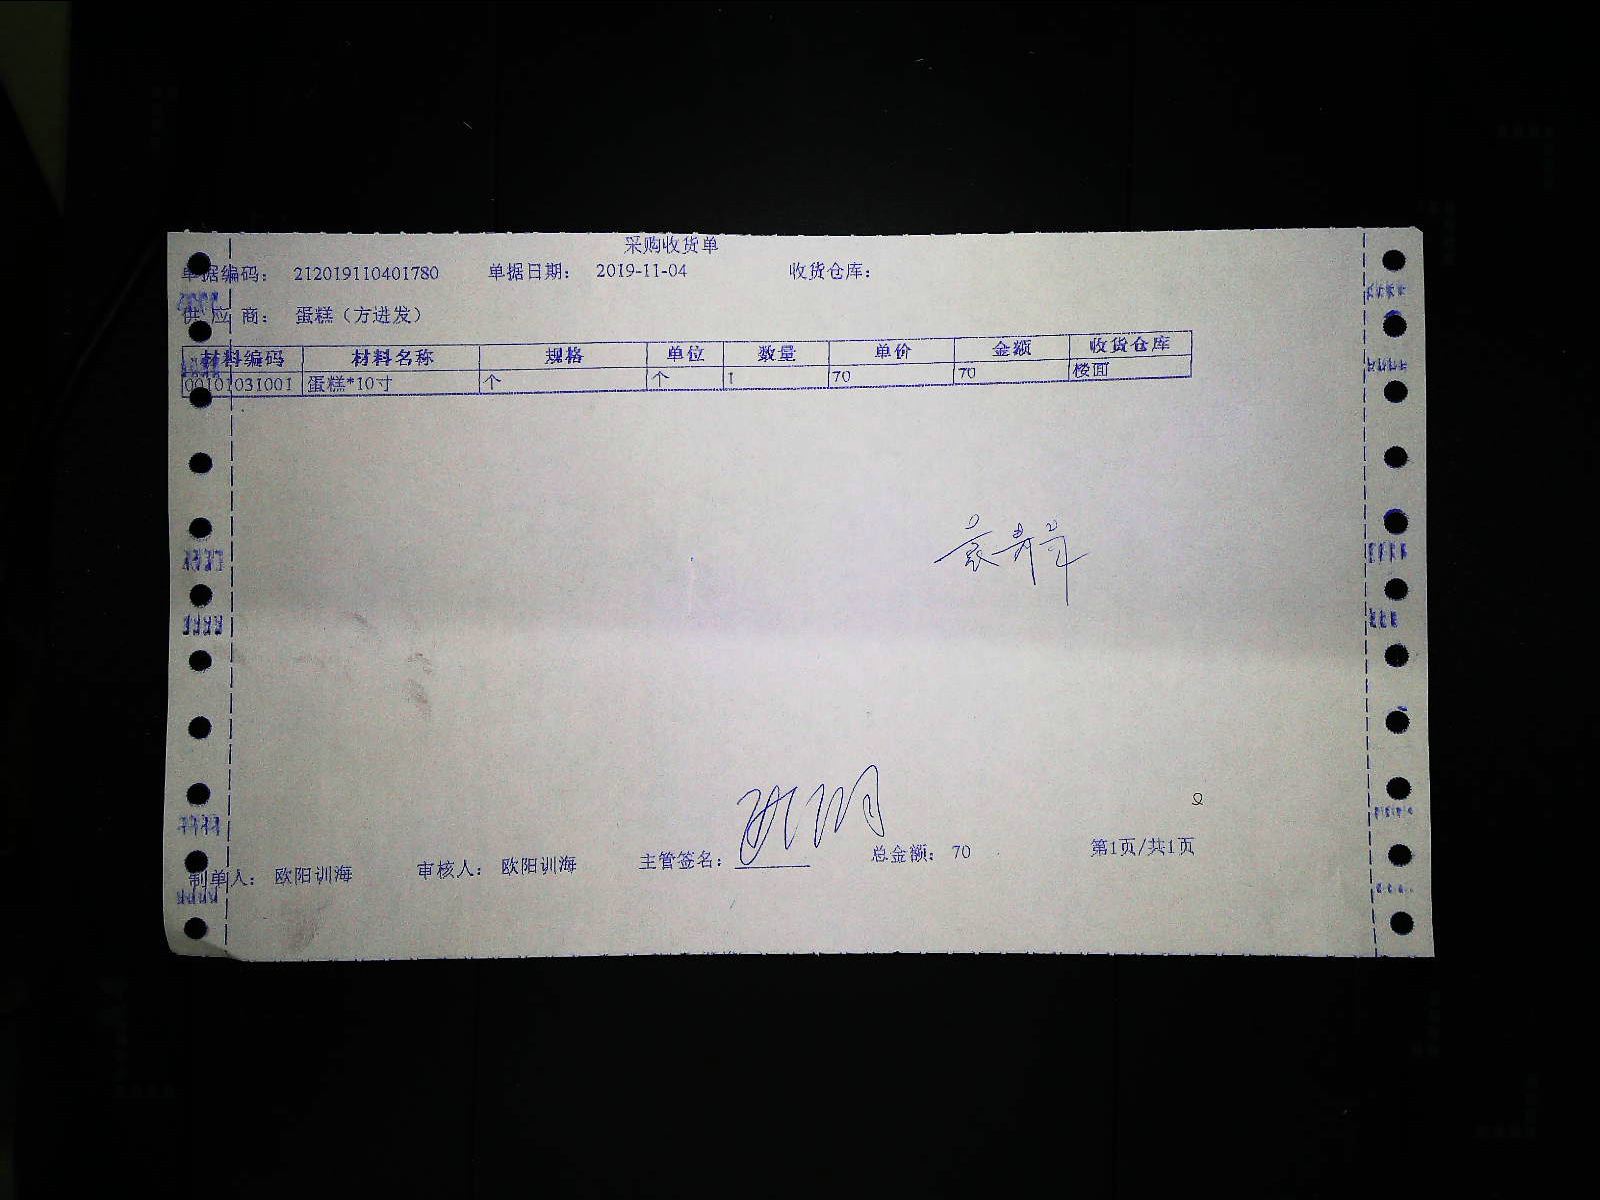 采购收货单
单据编码： 212019110401780 单据日期： 2019-11-04 收货仓库：
供 应 商： 蛋糕（方进发）
材料编码 材料名称 规格 单位 数量 单价 金额 收货仓库
00101031001 蛋糕*10寸 个 个 1 70 70 楼面
制单人： 欧阳训海 审核人： 欧阳训海 主管签名： 总金额： 70 第1页/共1页